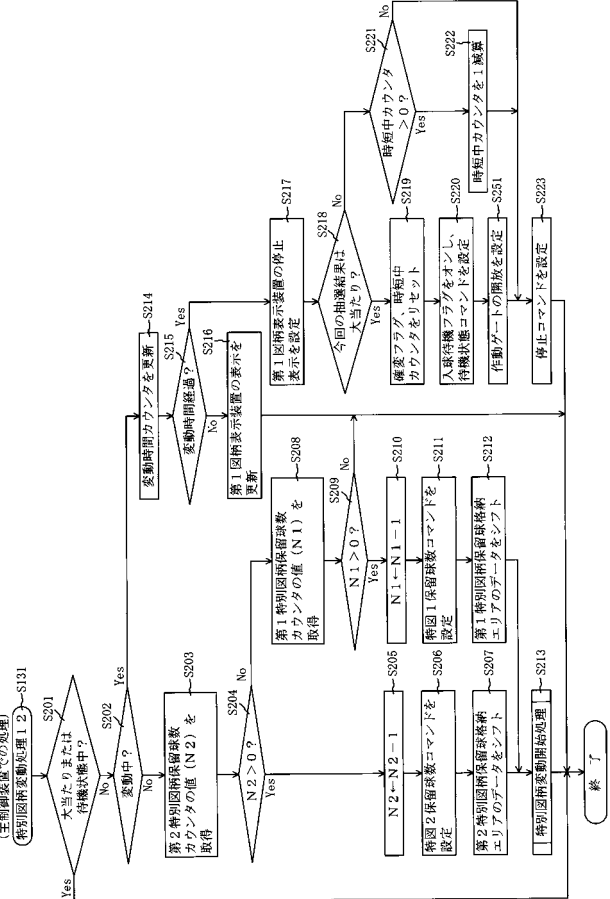 (主制御装置での処理)
特別図柄変動処理12
S131
大当たりまたは
待機状態中？
S201
Yes
No
変動中？
S202
Yes
No
第2特別図柄保留球数
カウンタの値（N2）を
取得
S203
N2＞0？
S204
No
Yes
N2←N2－1
S205
特図2保留球数コマンドを
設定
S206
第2特別図柄保留球格納
エリアのデータをシフト
S207
第1特別図柄保留球数
カウンタの値（N1）を
取得
S208
N1＞0？
S209
No
Yes
N1←N1－1
S210
特図1保留球数コマンドを
設定
S211
第1特別図柄保留球格納
エリアのデータをシフト
S212
特別図柄変動開始処理
S213
変動時間カウンタを更新
S214
変動時間経過？
S215
Yes
No
第1図柄表示装置の表示を
更新
S216
第1図柄表示装置の停止
表示を設定
S217
今回の抽選結果は
大当たり？
S218
No
Yes
確変フラグ、時短中
カウンタをリセット
S219
入球待機フラグをオンし、
待機状態コマンドを設定
S220
作動ゲートの開放を設定
S251
時短中カウンタ
＞0？
S221
No
Yes
時短中カウンタを1減算
S222
停止コマンドを設定
S223
終了